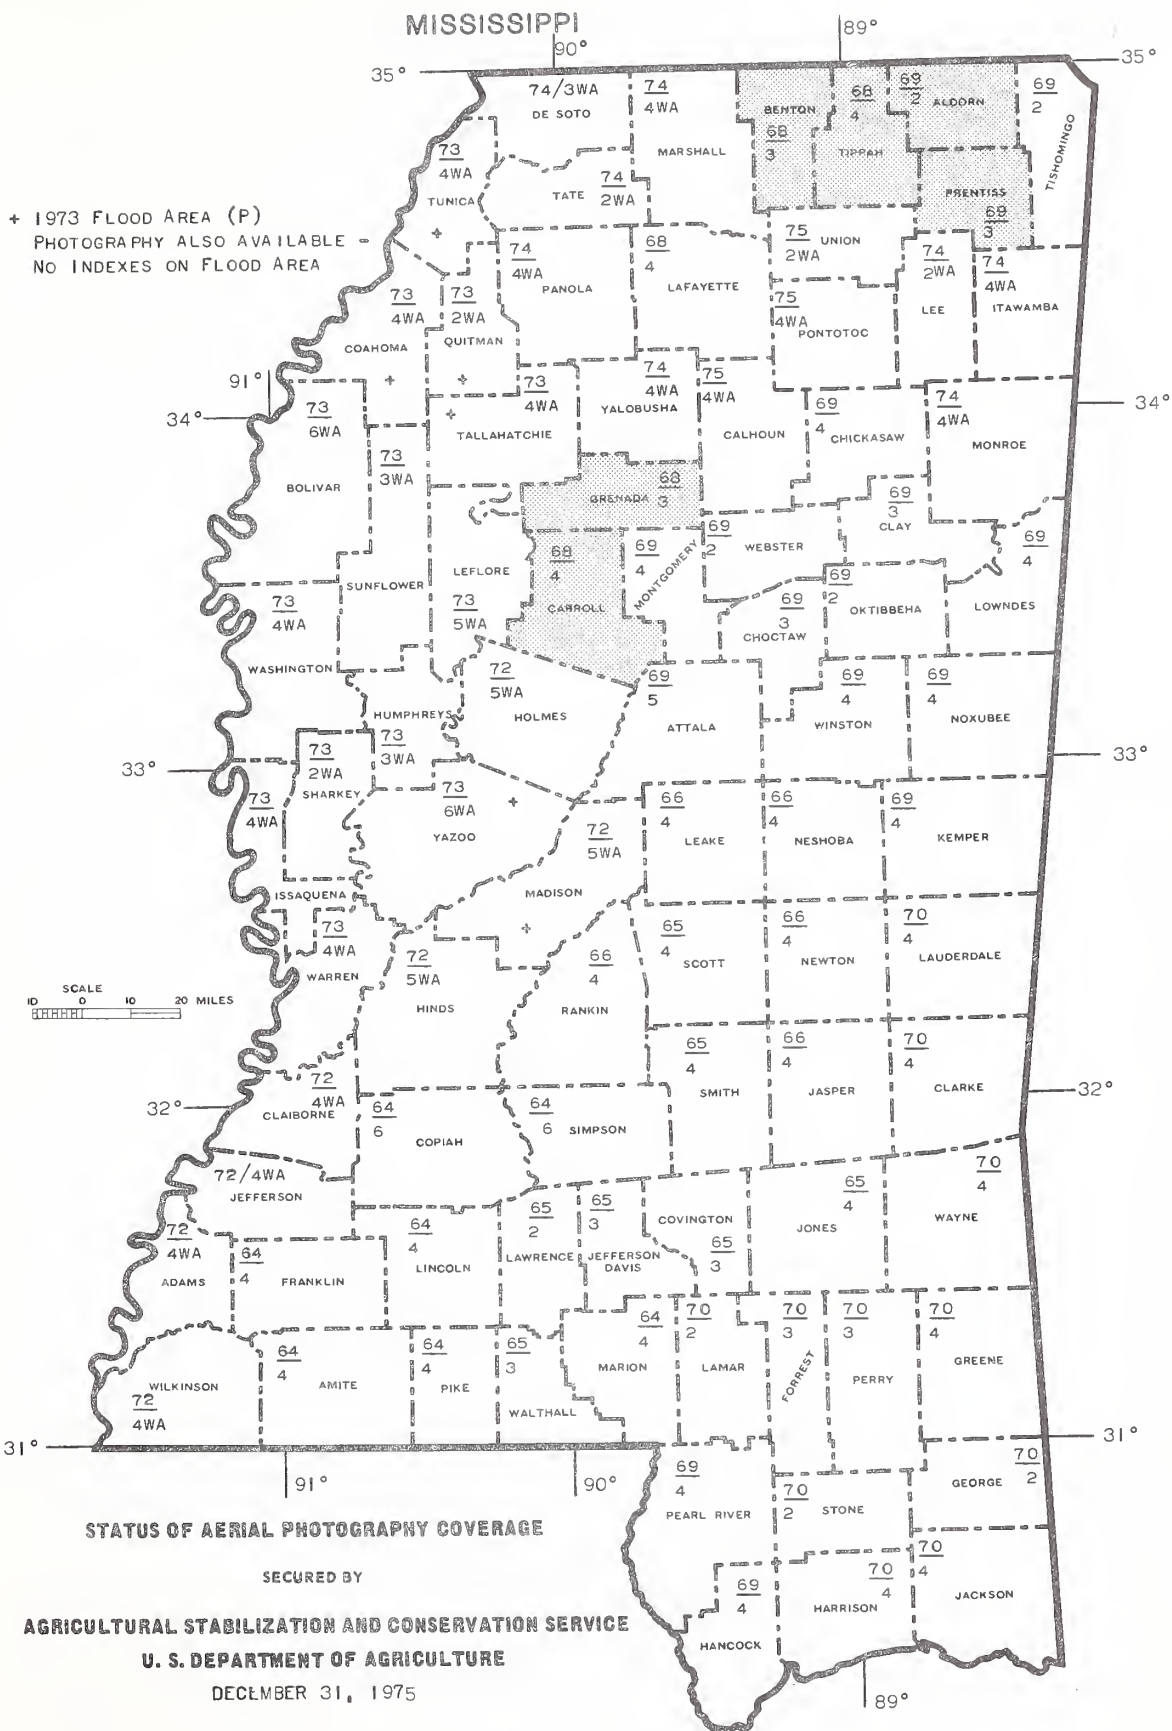 MISSISSIPPI
90°
89°
35°
35°
74/3WA
DE SOTO
74
4WA
MARSHALL
BENTON
68
3
68
4
TIPPAH
69
2
ALDORN
69
2
TISHOMINGO
73
4WA
TUNICA
TATE
74
2WA
PRENTISS
69
3
+ 1973 FLOOD AREA (P)
PHOTOGRAPHY ALSO AVAILABLE -
NO INDEXES ON FLOOD AREA
74
4WA
PANOLA
68
4
LAFAYETTE
75
2WA
UNION
74
2WA
LEE
74
4WA
ITAWAMBA
73
4WA
COAHOMA
73
2WA
QUITMAN
75
4WA
PONTOTOC
91°
34°
34°
73
6WA
BOLIVAR
73
3WA
SUNFLOWER
73
4WA
TALLAHATCHIE
74
4WA
YALOBUSHA
75
4WA
CALHOUN
69
4
CHICKASAW
74
4WA
MONROE
GRENADA
68
3
69
3
CLAY
69
2
WEBSTER
69
4
LOWNDES
LEFLORE
73
5WA
68
4
CARROLL
69
4
MONTGOMERY
69
2
OKTIBBEHA
69
3
CHOCTAW
73
4WA
WASHINGTON
72
5WA
HOLMES
69
5
ATTALA
69
4
WINSTON
69
4
NOXUBEE
HUMPHREYS
73
3WA
33°
33°
73
2WA
SHARKEY
73
4WA
ISSAQUENA
73
6WA
YAZOO
72
5WA
MADISON
66
4
LEAKE
66
4
NESHOBA
69
4
KEMPER
73
4WA
WARREN
72
5WA
HINDS
66
4
RANKIN
65
4
SCOTT
66
4
NEWTON
70
4
LAUDERDALE
SCALE
10 0 10 20 MILES
65
4
SMITH
66
4
JASPER
70
4
CLARKE
32°
32°
72
4WA
CLAIBORNE
64
6
COPIAH
64
6
SIMPSON
72/4WA
JEFFERSON
72
4WA
ADAMS
64
4
FRANKLIN
64
4
LINCOLN
65
2
LAWRENCE
65
3
JEFFERSON
DAVIS
COVINGTON
65
3
65
4
JONES
70
4
WAYNE
WILKINSON
72
4WA
64
4
AMITE
64
4
PIKE
65
3
WALTHALL
64
4
MARION
70
2
LAMAR
70
3
FORREST
70
3
PERRY
70
4
GREENE
31°
31°
91°
90°
69
4
PEARL RIVER
70
2
STONE
70
2
GEORGE
69
4
HANCOCK
70
4
HARRISON
70
4
JACKSON
89°
STATUS OF AERIAL PHOTOGRAPHY COVERAGE
SECURED BY
AGRICULTURAL STABILIZATION AND CONSERVATION SERVICE
U. S. DEPARTMENT OF AGRICULTURE
DECEMBER 31, 1975